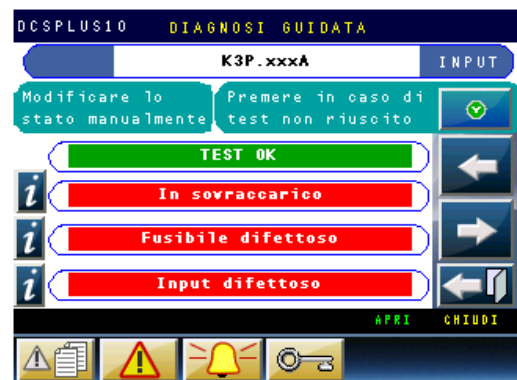 DCSPLUS10 DIAGNOSI GUIDATA
K3P.xxxA INPUT
Modificare lo
stato manualmente
Premere in caso di
test non riuscito
TEST OK
i In sovraccarico
i Fusibile difettoso
i Input difettoso
APRI CHIUDI